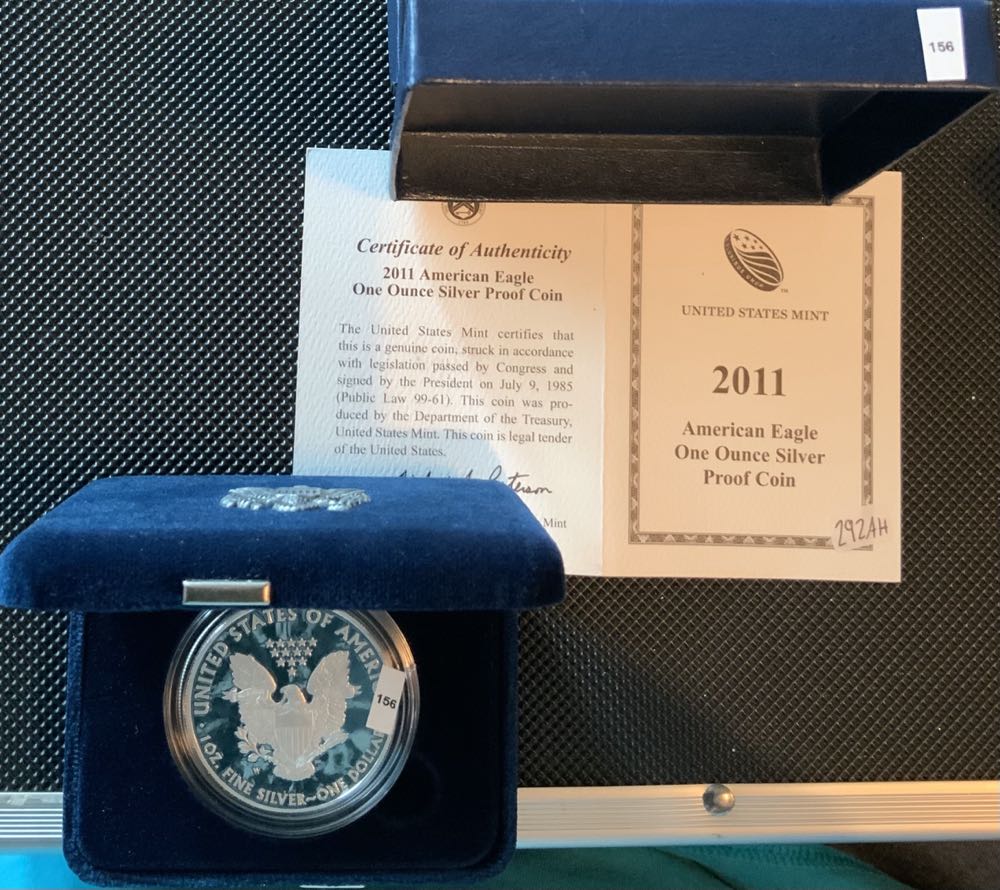 156
Certificate of Authenticity
2011 American Eagle
One Ounce Silver Proof Coin
The United States Mint certifies that
this is a genuine coin, struck in accordance
with legislation passed by Congress and
signed by the President on July 9, 1985
(Public Law 99-61). This coin was pro-
duced by the Department of the Treasury,
United States Mint. This coin is legal tender
of the United States.
Mint
UNITED STATES MINT
2011
American Eagle
One Ounce Silver
Proof Coin
292AH
UNITED STATES OF AMERI
156
1 OZ. FINE SILVER~ONE DOLLA